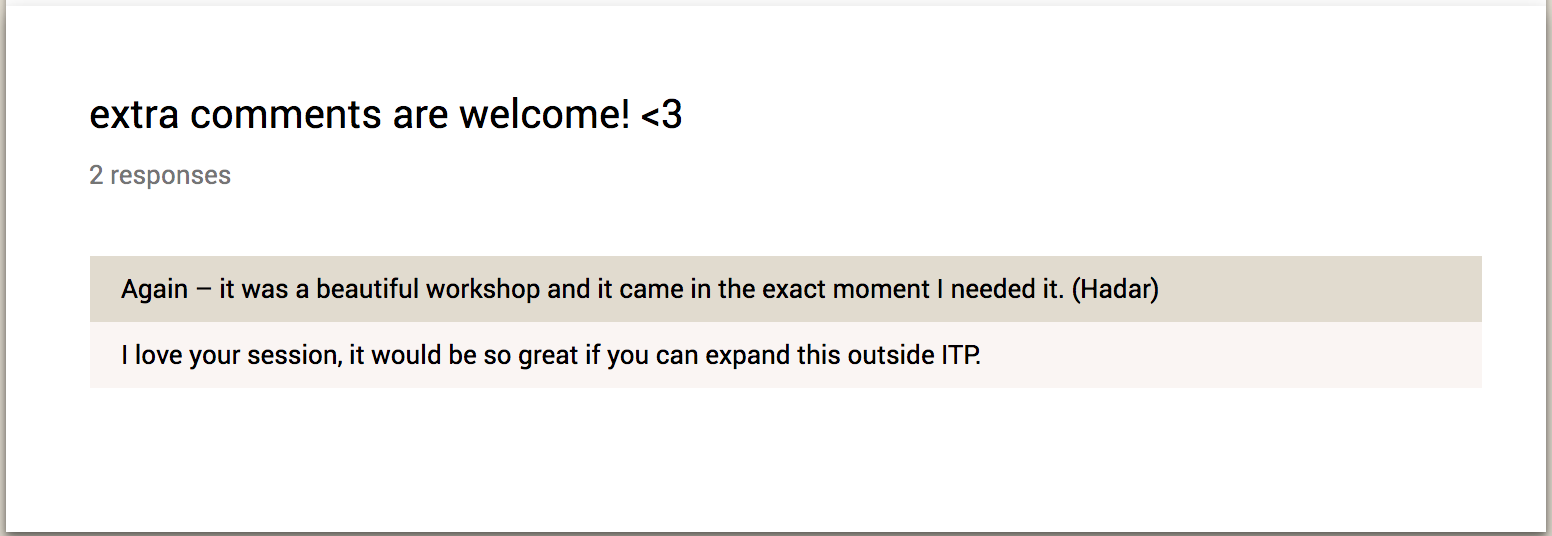 extra comments are welcome! <3
2 responses
Again – it was a beautiful workshop and it came in the exact moment I needed it. (Hadar)
I love your session, it would be so great if you can expand this outside ITP.